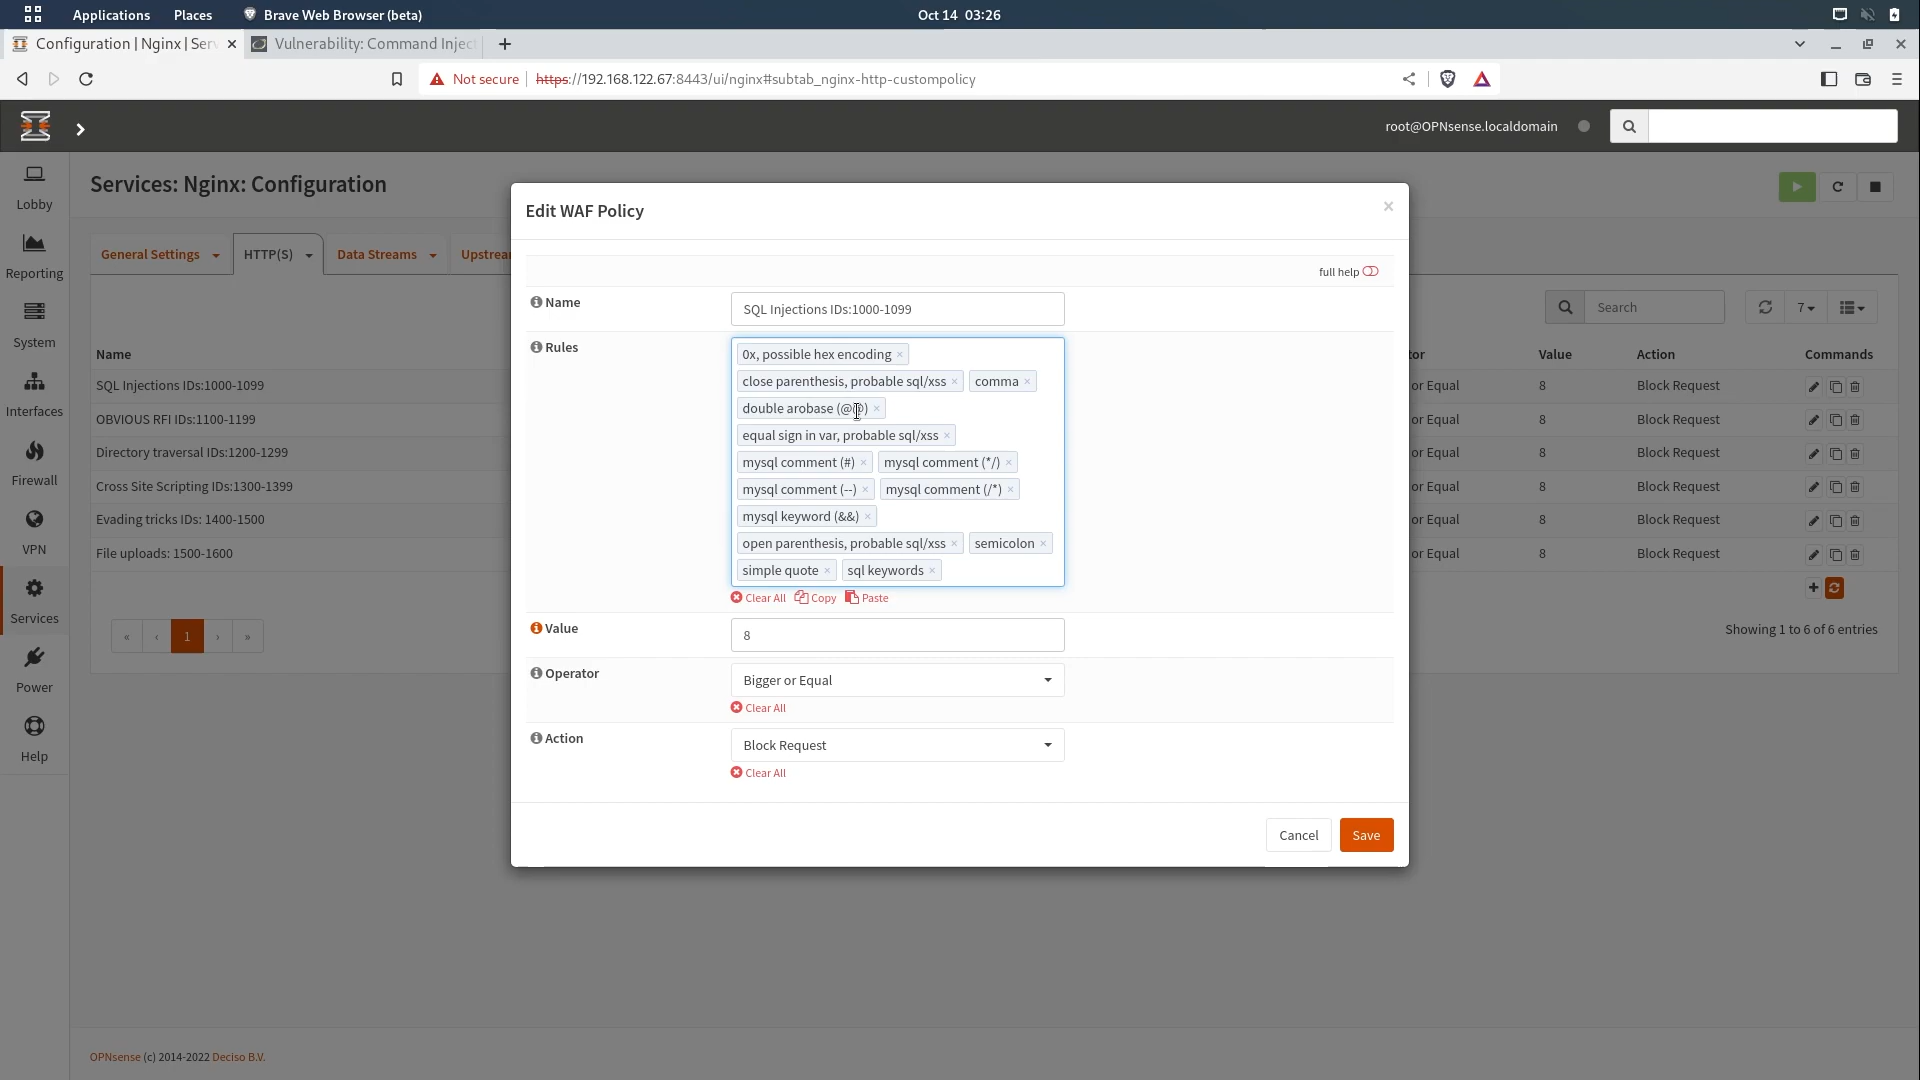 Applications Places Brave Web Browser (beta) Oct 14 03:26
Configuration | Nginx | Ser Vulnerability: Command Inject
Not secure https://192.168.122.67:8443/ui/nginx#subtab_nginx-http-custompolicy
root@OPNsense.localdomain
Services: Nginx: Configuration
Lobby
Reporting
System
Interfaces
Firewall
VPN
Services
Power
Help
General Settings HTTP(S) Data Streams Upstrea
Search 7
Name or Value Action Commands
SQL Injections IDs:1000-1099 or Equal 8 Block Request
OBVIOUS RFI IDs:1100-1199 or Equal 8 Block Request
Directory traversal IDs:1200-1299 or Equal 8 Block Request
Cross Site Scripting IDs:1300-1399 or Equal 8 Block Request
Evading tricks IDs: 1400-1500 or Equal 8 Block Request
File uploads: 1500-1600 or Equal 8 Block Request
« ‹ 1 › »
Showing 1 to 6 of 6 entries
Edit WAF Policy ×
full help
Name SQL Injections IDs:1000-1099
Rules
0x, possible hex encoding ×
close parenthesis, probable sql/xss × comma ×
double arobase (@@) ×
equal sign in var, probable sql/xss ×
mysql comment (#) × mysql comment (*/) ×
mysql comment (--) × mysql comment (/*) ×
mysql keyword (&&) ×
open parenthesis, probable sql/xss × semicolon ×
simple quote × sql keywords ×
Clear All Copy Paste
Value 8
Operator Bigger or Equal
Clear All
Action Block Request
Clear All
Cancel Save
OPNsense (c) 2014-2022 Deciso B.V.